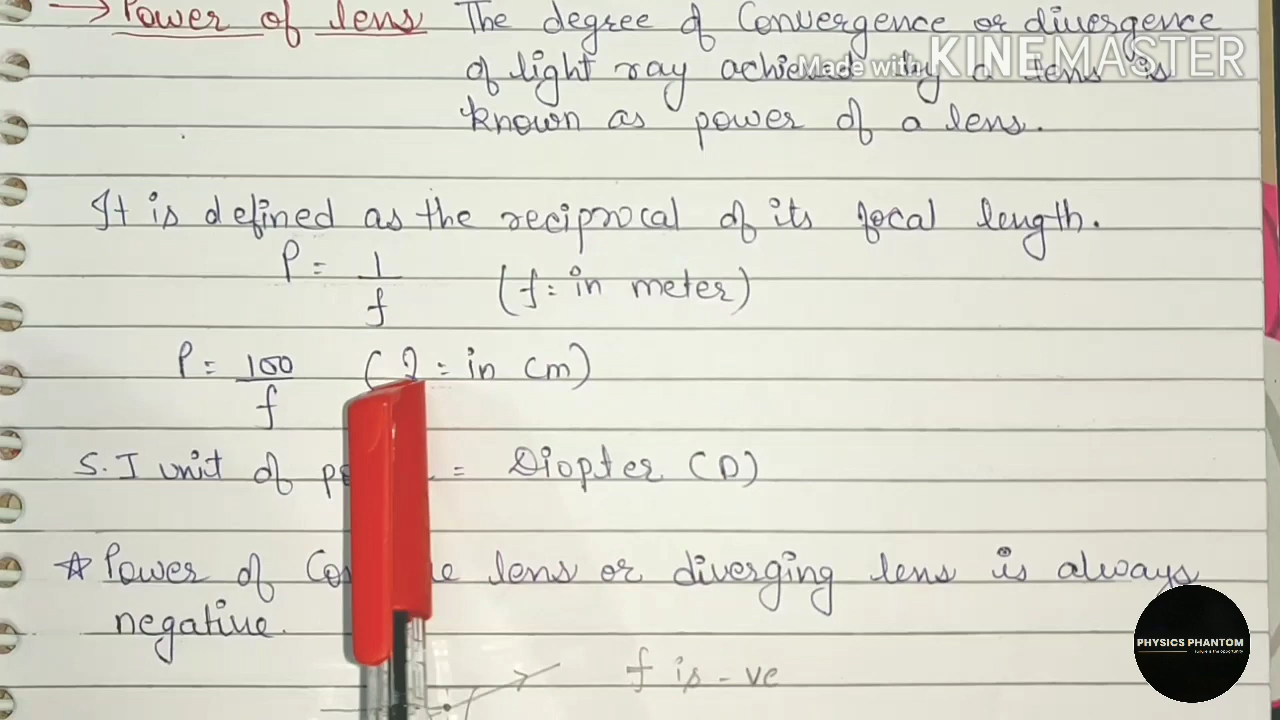 → Power of lens The degree of Convergence or divergence
of light ray achieved by a lens is
known as power of a lens.
Made with KINEMASTER
It is defined as the reciprocal of its focal length.
P = 1/f (f = in meter)
P = 100/f ( = in Cm)
S.I unit of = Diopter (D)
☆ Power of lens or diverging lens is always
negative.
PHYSICS PHANTOM
f is - ve